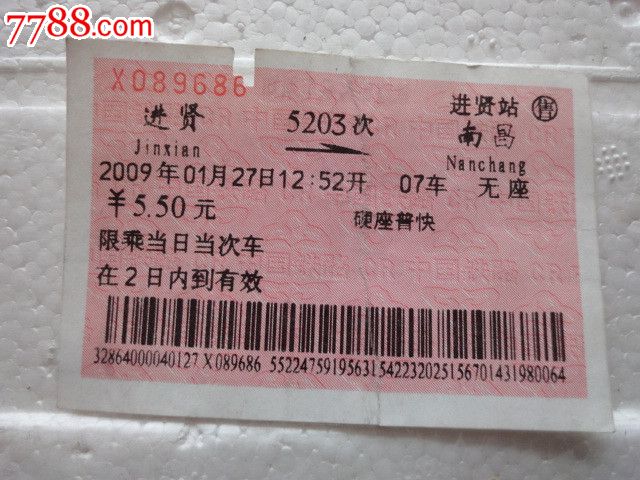 7788.com
X089686
进贤站 售
进贤 5203次 南昌
Jinxian Nanchang
2009年01月27日12:52开 07车 无座
￥5.50元 硬座普快
限乘当日当次车
在2日内到有效
32864000040127 X089686 5522475919563154223202515670143198​0064